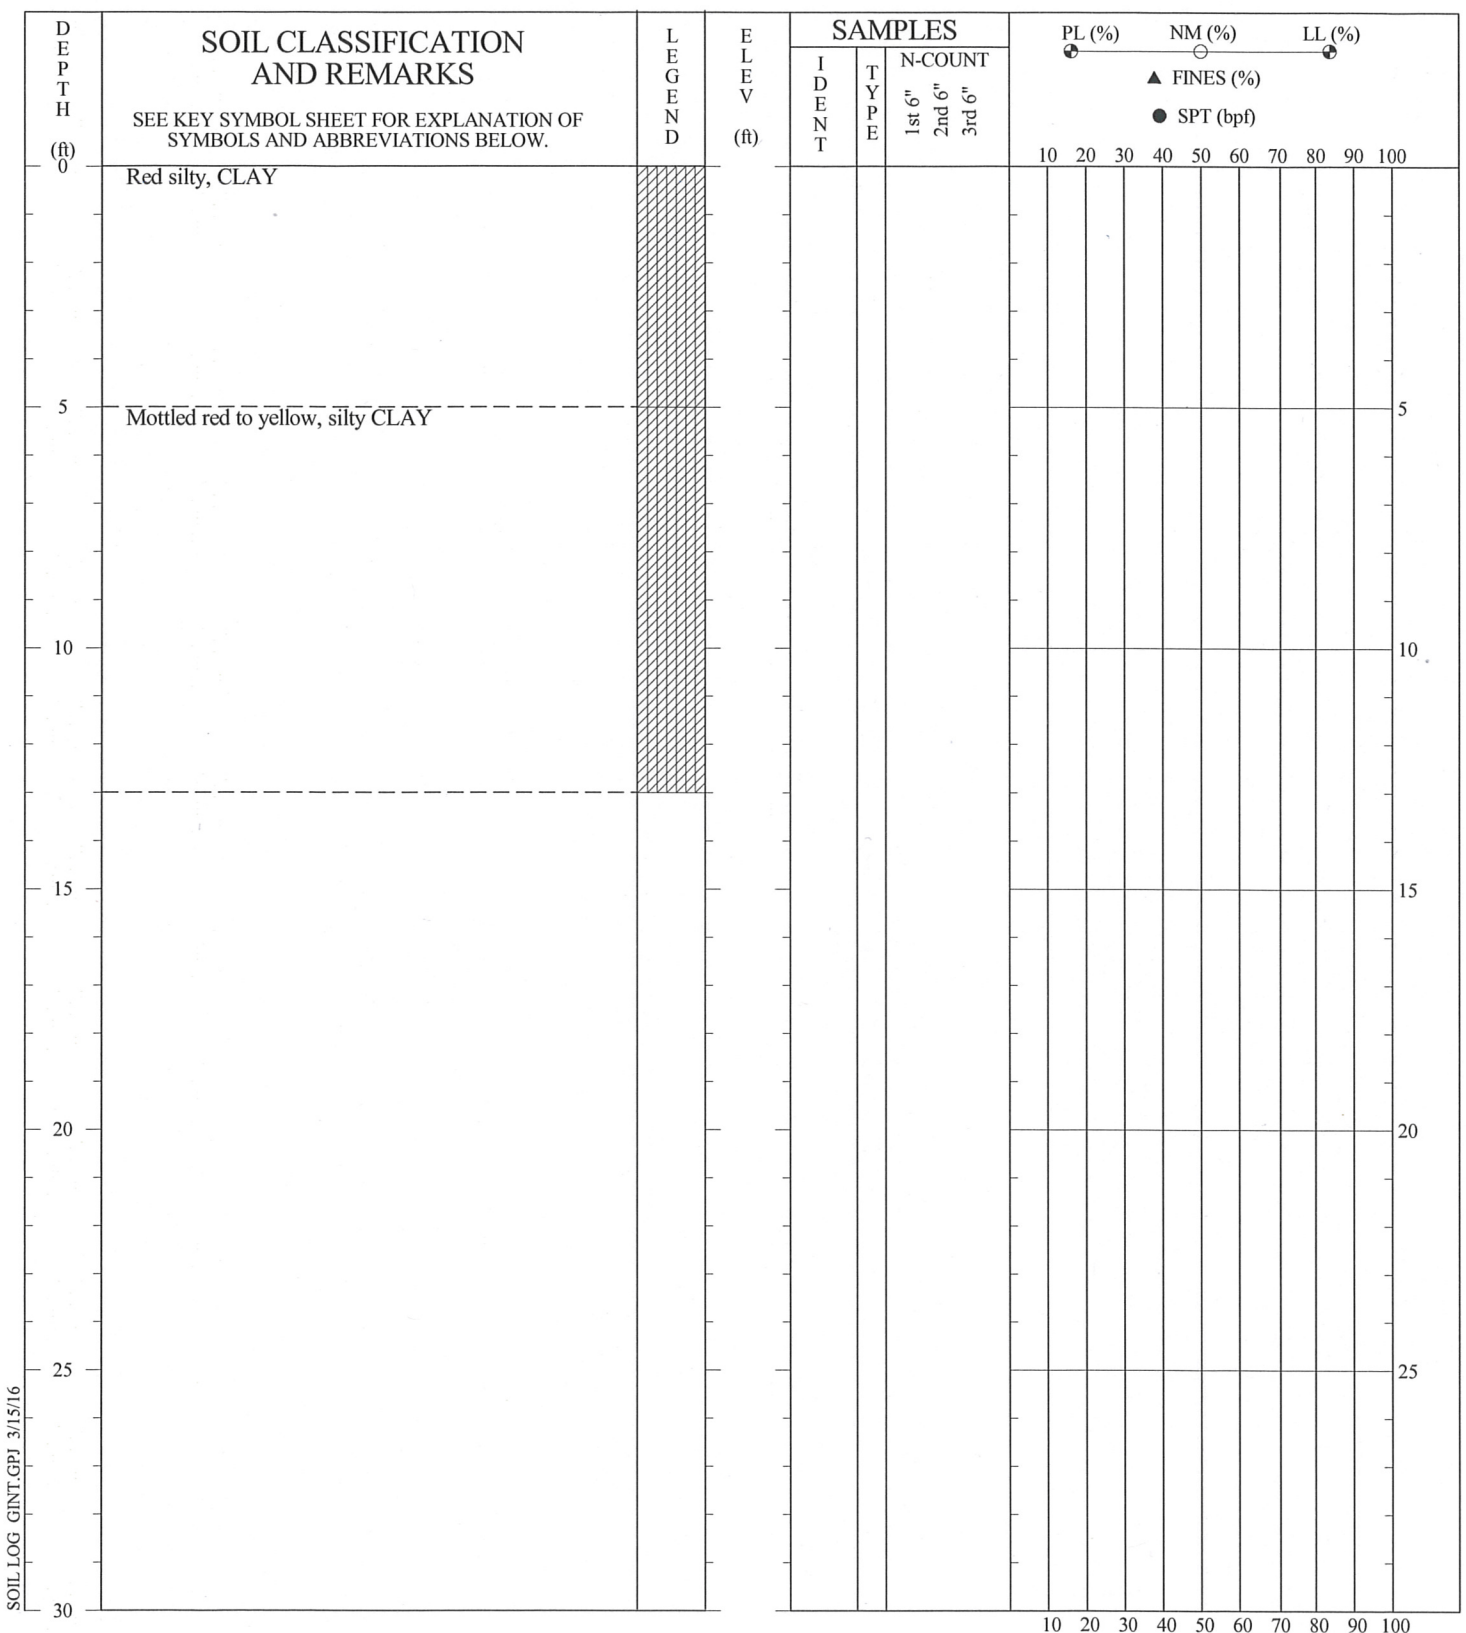 DEPTH
(ft)
SOIL CLASSIFICATION
AND REMARKS
SEE KEY SYMBOL SHEET FOR EXPLANATION OF
SYMBOLS AND ABBREVIATIONS BELOW.
LEGEND
ELEV
(ft)
SAMPLES
IDENT
TYPE
N-COUNT
1st 6"
2nd 6"
3rd 6"
PL (%) NM (%) LL (%)
FINES (%)
SPT (bpf)
10 20 30 40 50 60 70 80 90 100
0
Red silty, CLAY
5
Mottled red to yellow, silty CLAY
5
10
10
15
15
20
20
25
25
30
10 20 30 40 50 60 70 80 90 100
SOIL LOG GINT.GPJ 3/15/16